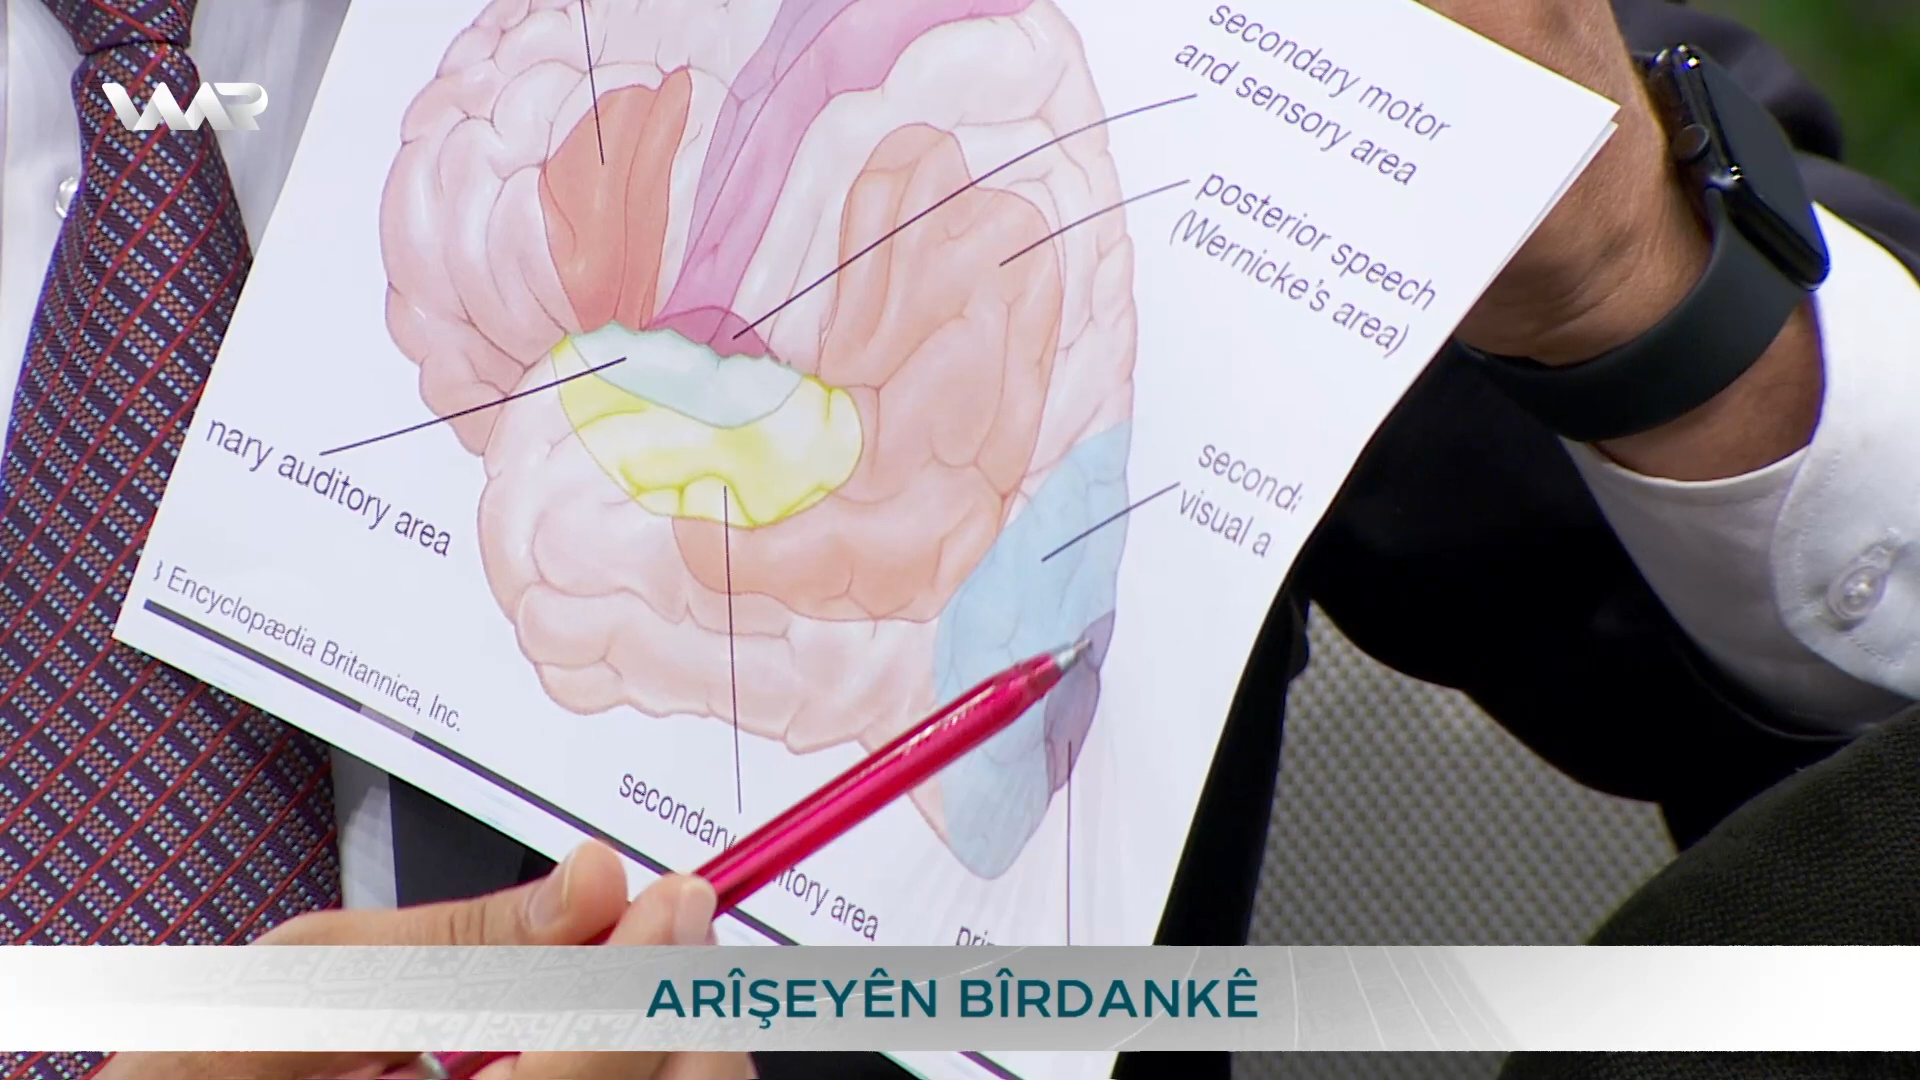 WAAR
secondary motor
and sensory area
posterior speech
(Wernicke's area)
nary auditory area
visual a
Encyclopædia Britannica, Inc.
secondary
itory area
ARÎŞEYÊN BÎRDANKÊ